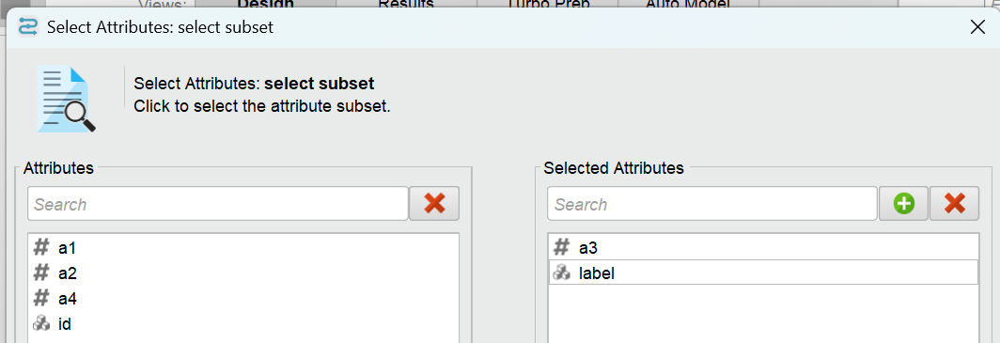 Views: Design Results Turbo Prep Auto Model
Select Attributes: select subset
Select Attributes: select subset
Click to select the attribute subset.
Attributes
Selected Attributes
Search
Search
a1
a2
a4
id
a3
label